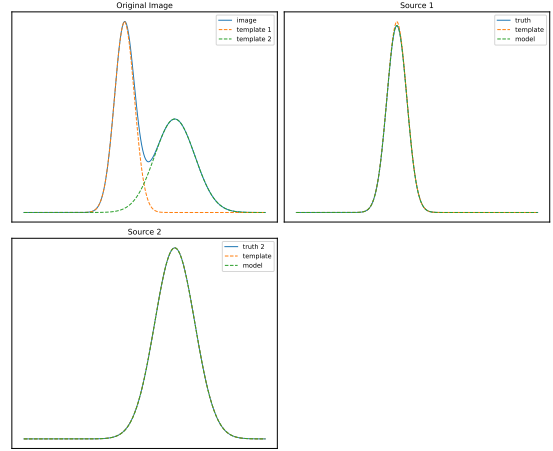 Original Image
image
template 1
template 2
Source 1
truth
template
model
Source 2
truth 2
template
model